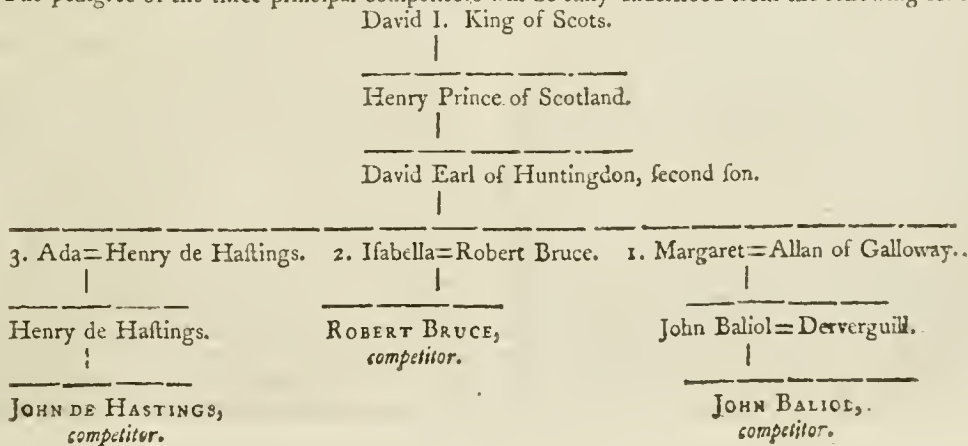 David I. King of Scots.
Henry Prince of Scotland.
David Earl of Huntingdon, ſecond ſon.
3. Ada=Henry de Haſtings. 2. Iſabella=Robert Bruce. 1. Margaret=Allan of Galloway..
Henry de Haſtings. ROBERT BRUCE, John Baliol=Derverguill.
competitor.
JOHN DE HASTINGS, JOHN BALIOL,.
competitor. competitor.